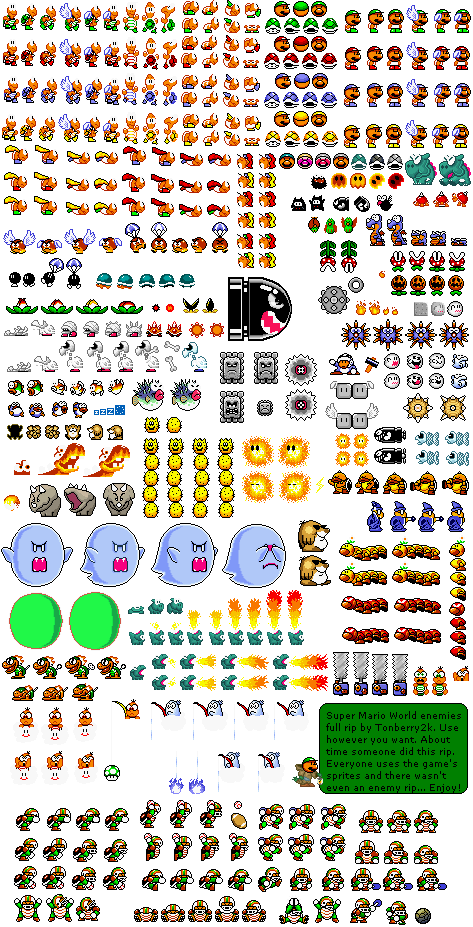 Super Mario World enemies
full rip by Tonberry2k. Use
however you want. About
time someone did this rip.
Everyone uses the game's
sprites and there wasn't
even an enemy rip... Enjoy!